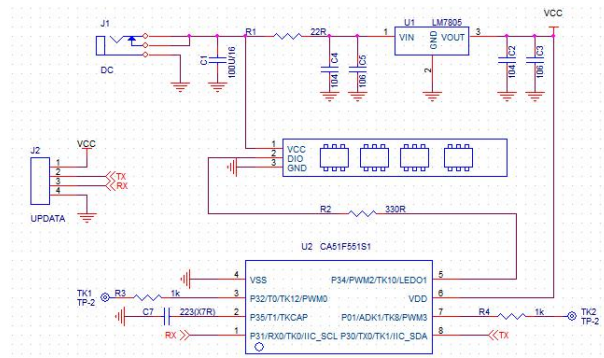 J1
DC
C1
100U/16
R1
22R
C4
104
C5
106
U1
LM7805
1
VIN
GND
VOUT
3
2
VCC
C2
104
C3
106
1
VCC
2
DIO
3
GND
J2
VCC
1
2
TX
3
RX
4
UPDATA
R2
330R
U2
CA51F551S1
4
VSS
P34/PWM2/TK10/LEDO1
5
TK1
TP-2
R3
1k
3
P32/T0/TK12/PWM0
VDD
6
C7
223(X7R)
2
P35/T1/TKCAP
P01/ADK1/TK8/PWM3
7
R4
1k
TK2
TP-2
RX
1
P31/RX0/TK0/IIC_SCL
P30/TX0/TK1/IIC_SDA
8
TX